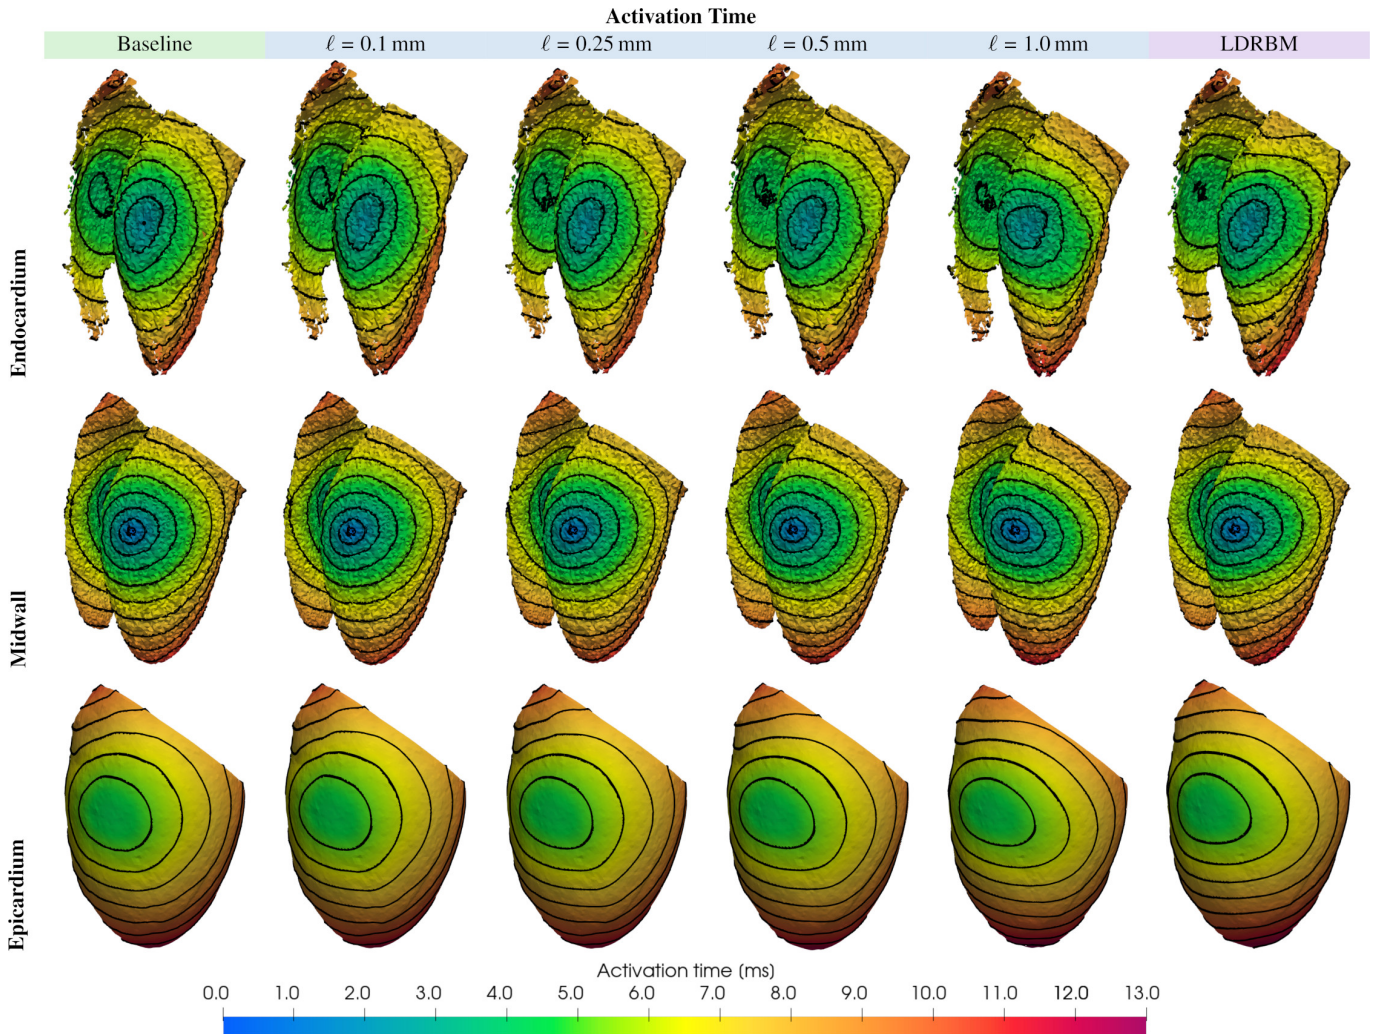 Activation Time
Baseline ℓ = 0.1 mm ℓ = 0.25 mm ℓ = 0.5 mm ℓ = 1.0 mm LDRBM
Endocardium
Midwall
Epicardium
Activation time (ms)
0.0 1.0 2.0 3.0 4.0 5.0 6.0 7.0 8.0 9.0 10.0 11.0 12.0 13.0